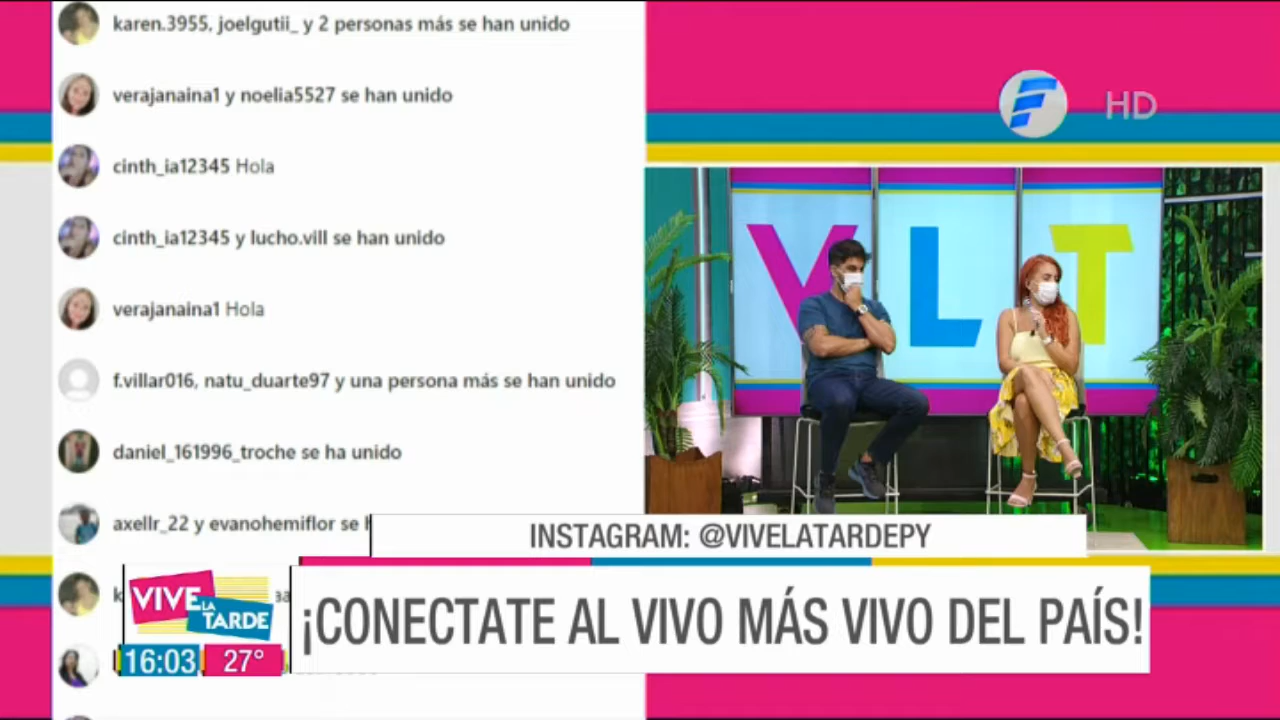 karen.3955, joelgutii_ y 2 personas más se han unido
verajanaina1 y noelia5527 se han unido
cinth_ia12345 Hola
cinth_ia12345 y lucho.vill se han unido
verajanaina1 Hola
f.villar016, natu_duarte97 y una persona más se han unido
daniel_161996_troche se ha unido
axellr_22 y evanohemiflor se
HD
VLT
INSTAGRAM: @VIVELATARDEPY
¡CONECTATE AL VIVO MÁS VIVO DEL PAÍS!
VIVE
LA
TARDE
16:03 27°